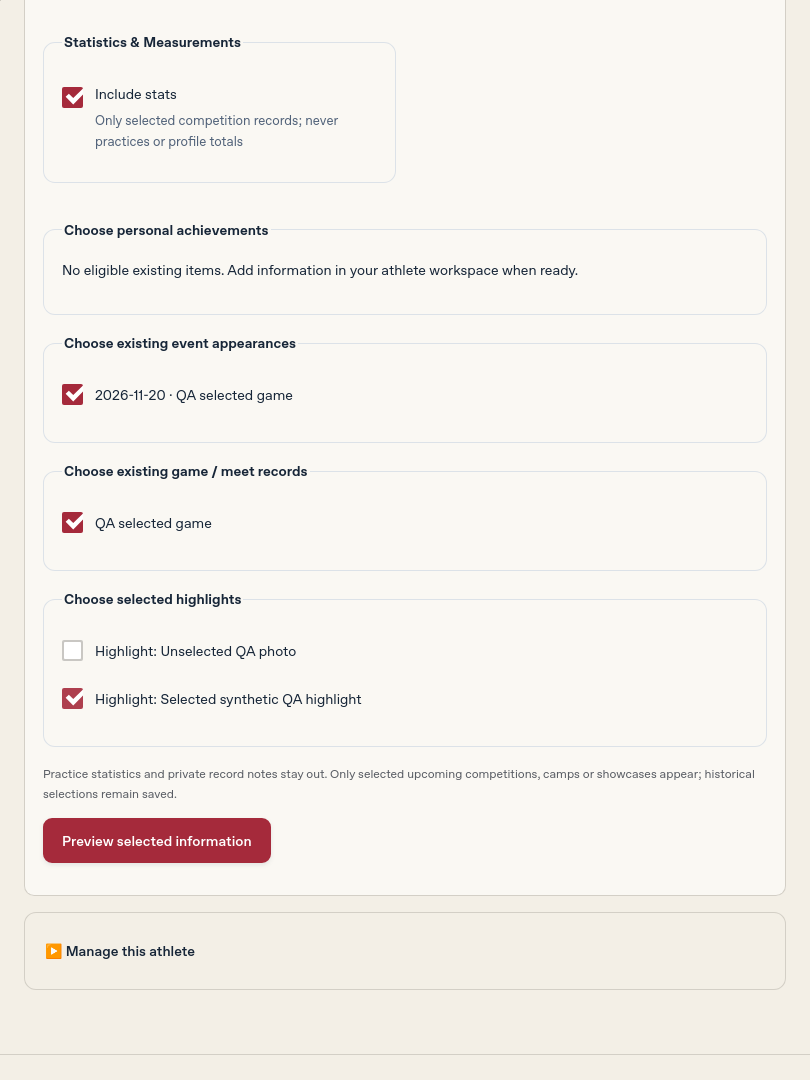 Statistics & Measurements
Include stats
Only selected competition records; never
practices or profile totals
Choose personal achievements
No eligible existing items. Add information in your athlete workspace when ready.
Choose existing event appearances
2026-11-20 · QA selected game
Choose existing game / meet records
QA selected game
Choose selected highlights
Highlight: Unselected QA photo
Highlight: Selected synthetic QA highlight
Practice statistics and private record notes stay out. Only selected upcoming competitions, camps or showcases appear; historical
selections remain saved.
Preview selected information
Manage this athlete